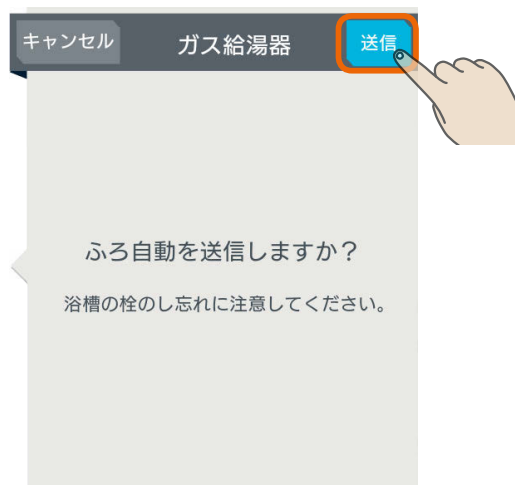 キャンセル ガス給湯器 送信
ふろ自動を送信しますか？
浴槽の栓のし忘れに注意してください。